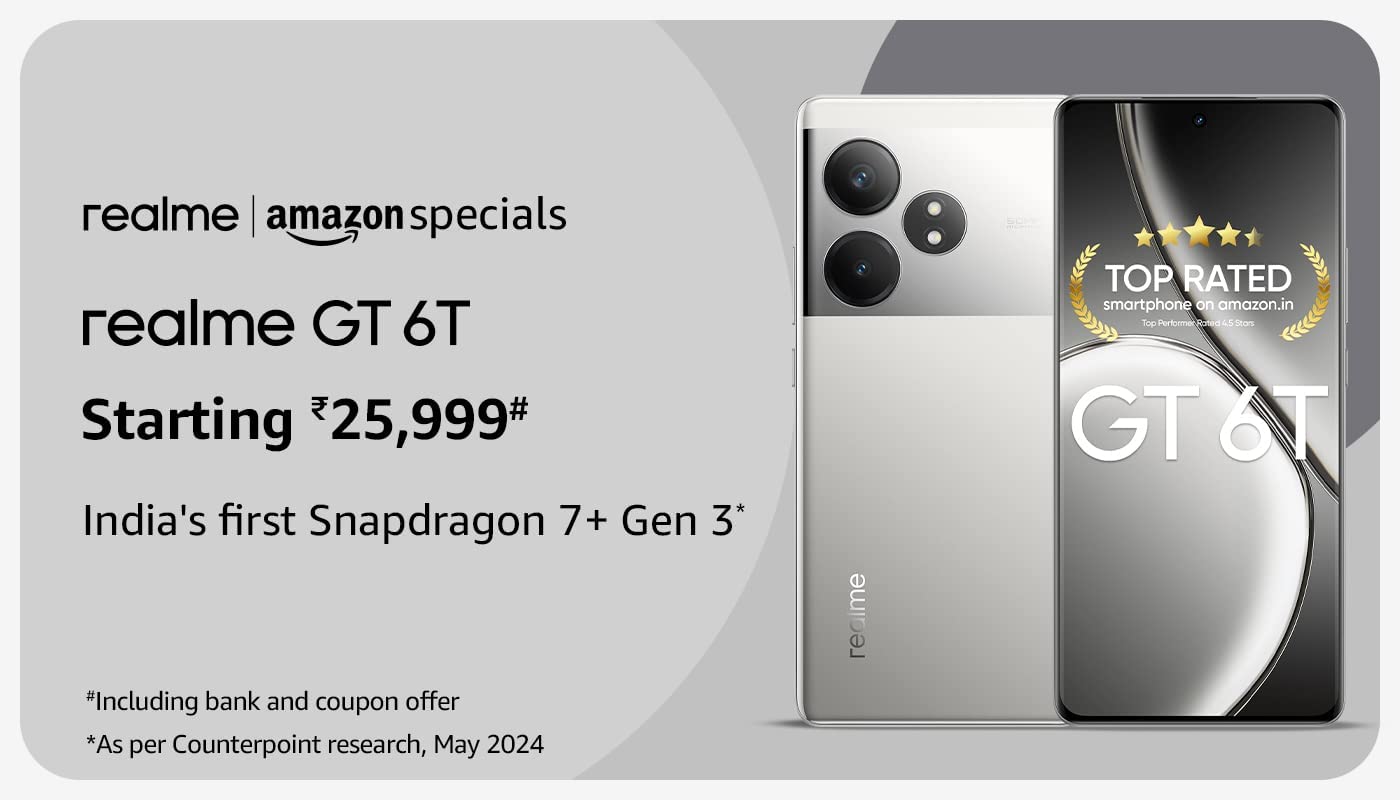 realme | amazon specials
realme GT 6T
Starting ₹25,999#
India's first Snapdragon 7+ Gen 3*
#Including bank and coupon offer
*As per Counterpoint research, May 2024
realme
TOP RATED
smartphone on amazon.in
Top Performer Rated 4.5 Stars
GT 6T